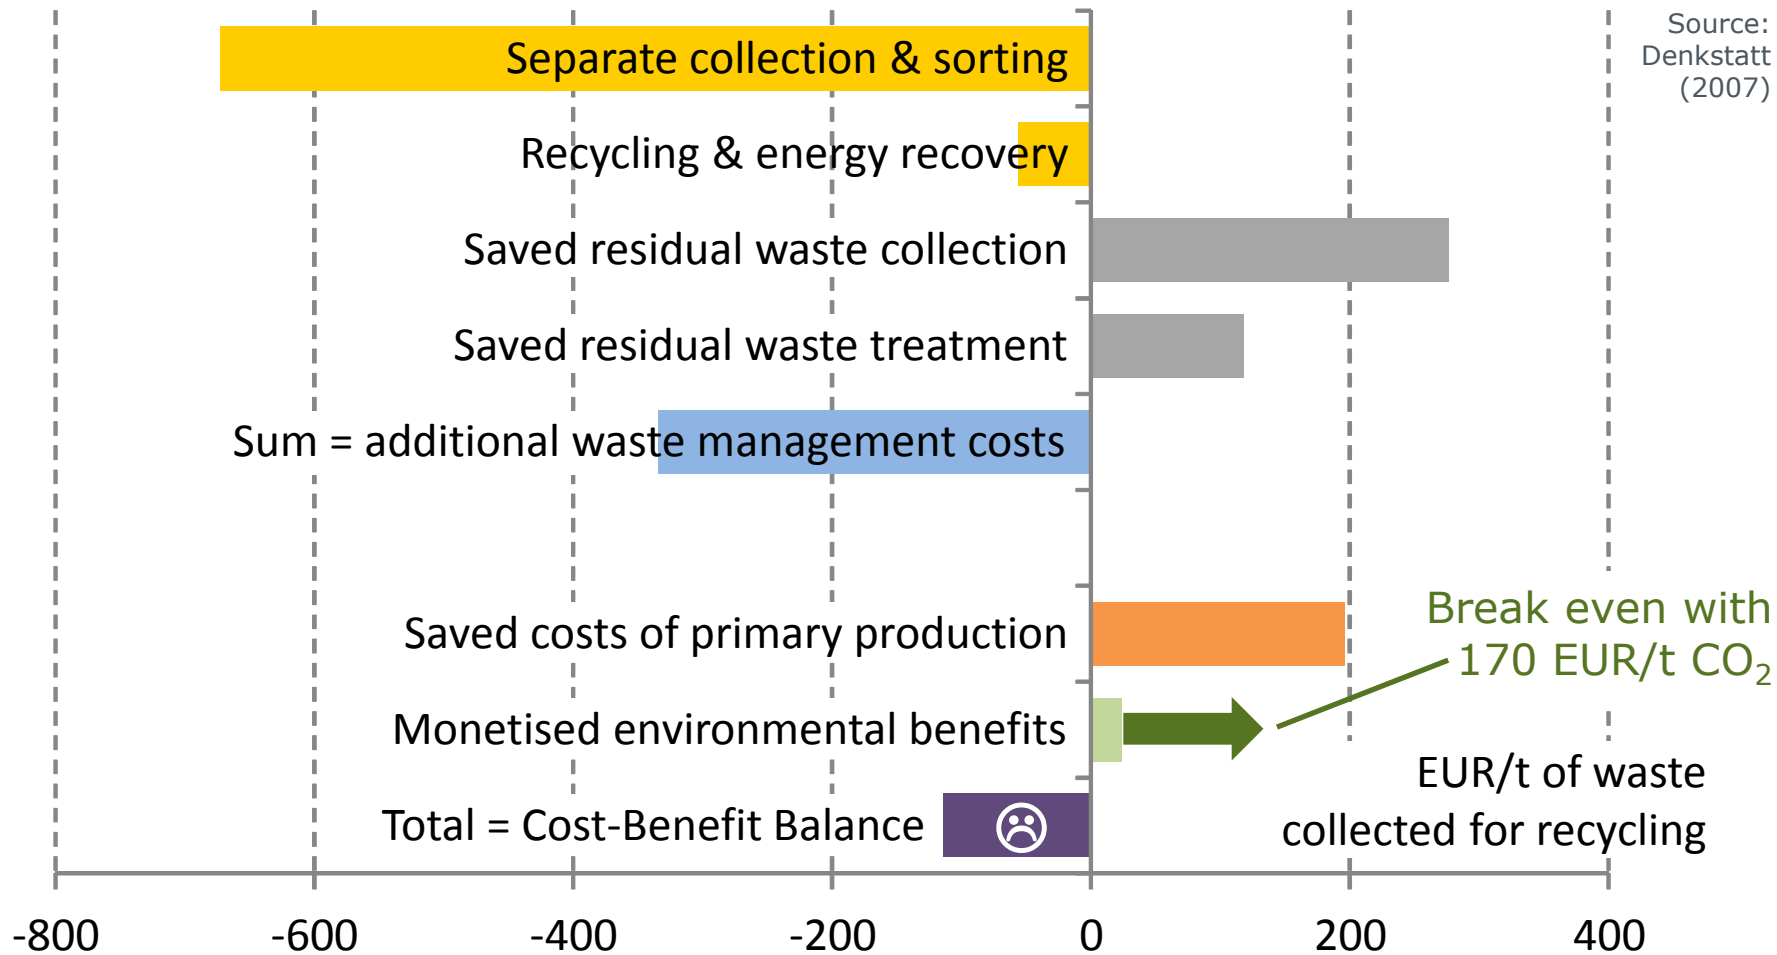 Source:
Denkstatt
(2007)
Separate collection & sorting
Recycling & energy recovery
Saved residual waste collection
Saved residual waste treatment
Sum = additional waste management costs
Saved costs of primary production
Break even with
170 EUR/t CO₂
Monetised environmental benefits
EUR/t of waste
collected for recycling
Total = Cost-Benefit Balance
-800 -600 -400 -200 0 200 400